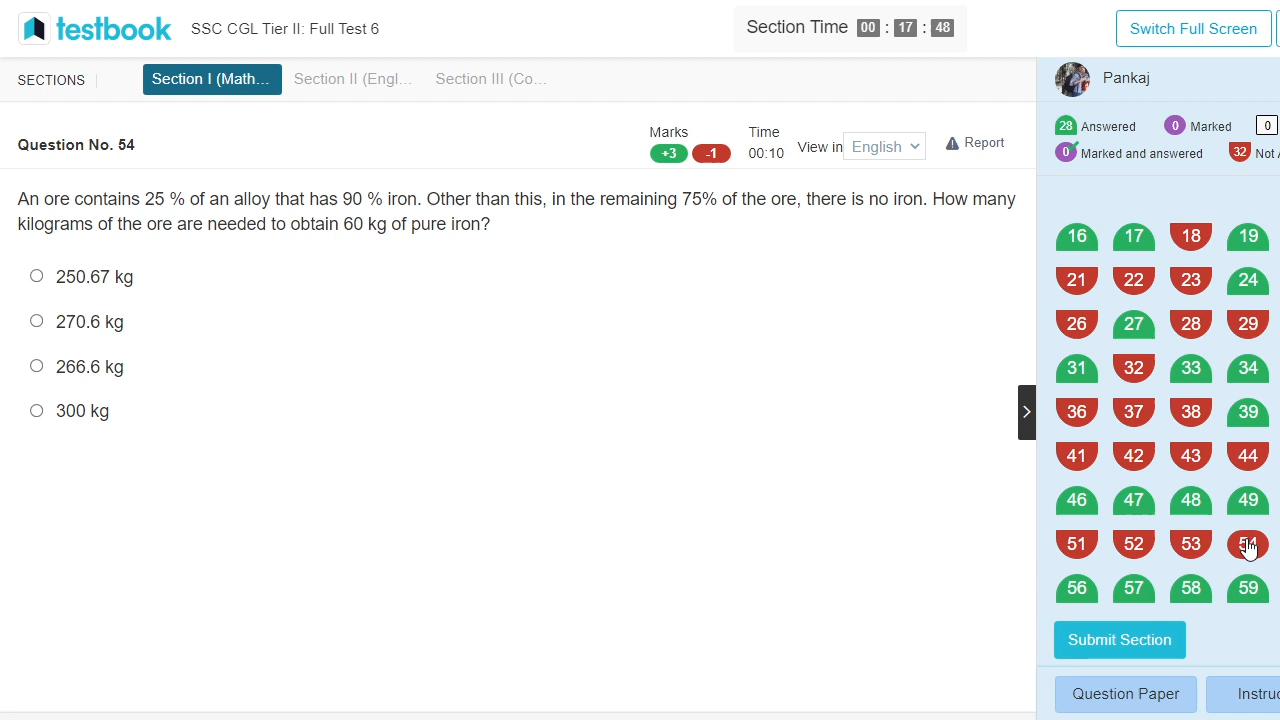 testbook SSC CGL Tier II: Full Test 6 Section Time 00 : 17 : 48 Switch Full Screen
SECTIONS Section I (Math... Section II (Engl... Section III (Co... Pankaj
28 Answered 0 Marked 0
0 Marked and answered 32 Not
Question No. 54 Marks +3 -1 Time 00:10 View in English Report
An ore contains 25 % of an alloy that has 90 % iron. Other than this, in the remaining 75% of the ore, there is no iron. How many
kilograms of the ore are needed to obtain 60 kg of pure iron?
250.67 kg
270.6 kg
266.6 kg
300 kg
16 17 18 19
21 22 23 24
26 27 28 29
31 32 33 34
36 37 38 39
41 42 43 44
46 47 48 49
51 52 53 54
56 57 58 59
Submit Section
Question Paper Instruc